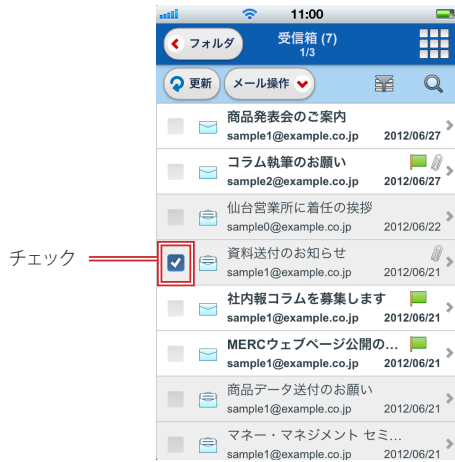 11:00
フォルダ
受信箱 (7)
1/3
更新
メール操作
商品発表会のご案内
sample1@example.co.jp 2012/06/27
コラム執筆のお願い
sample2@example.co.jp 2012/06/27
仙台営業所に着任の挨拶
sample0@example.co.jp 2012/06/22
チェック
資料送付のお知らせ
sample1@example.co.jp 2012/06/21
社内報コラムを募集します
sample1@example.co.jp 2012/06/21
MERCウェブページ公開の...
sample1@example.co.jp 2012/06/21
商品データ送付のお願い
sample1@example.co.jp 2012/06/21
マネー・マネジメント セミ...
sample1@example.co.jp 2012/06/21